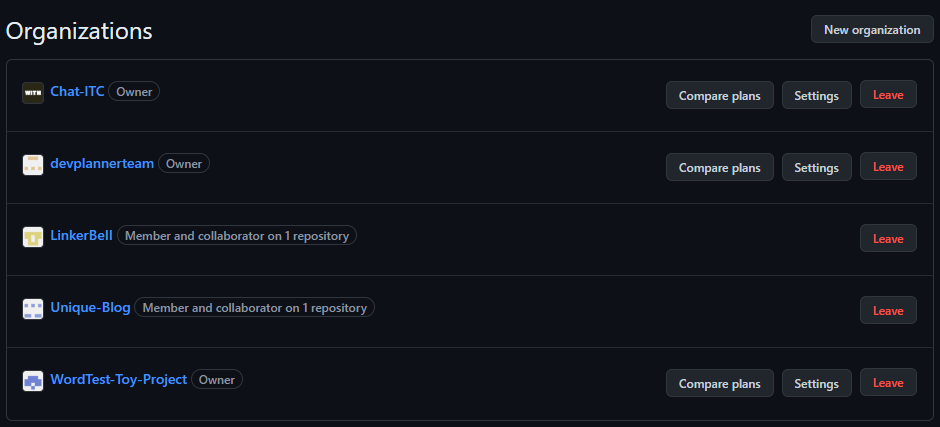 Organizations
New organization
WITH
Chat-ITC Owner
Compare plans Settings Leave
devplannerteam Owner
Compare plans Settings Leave
LinkerBell Member and collaborator on 1 repository
Leave
Unique-Blog Member and collaborator on 1 repository
Leave
WordTest-Toy-Project Owner
Compare plans Settings Leave